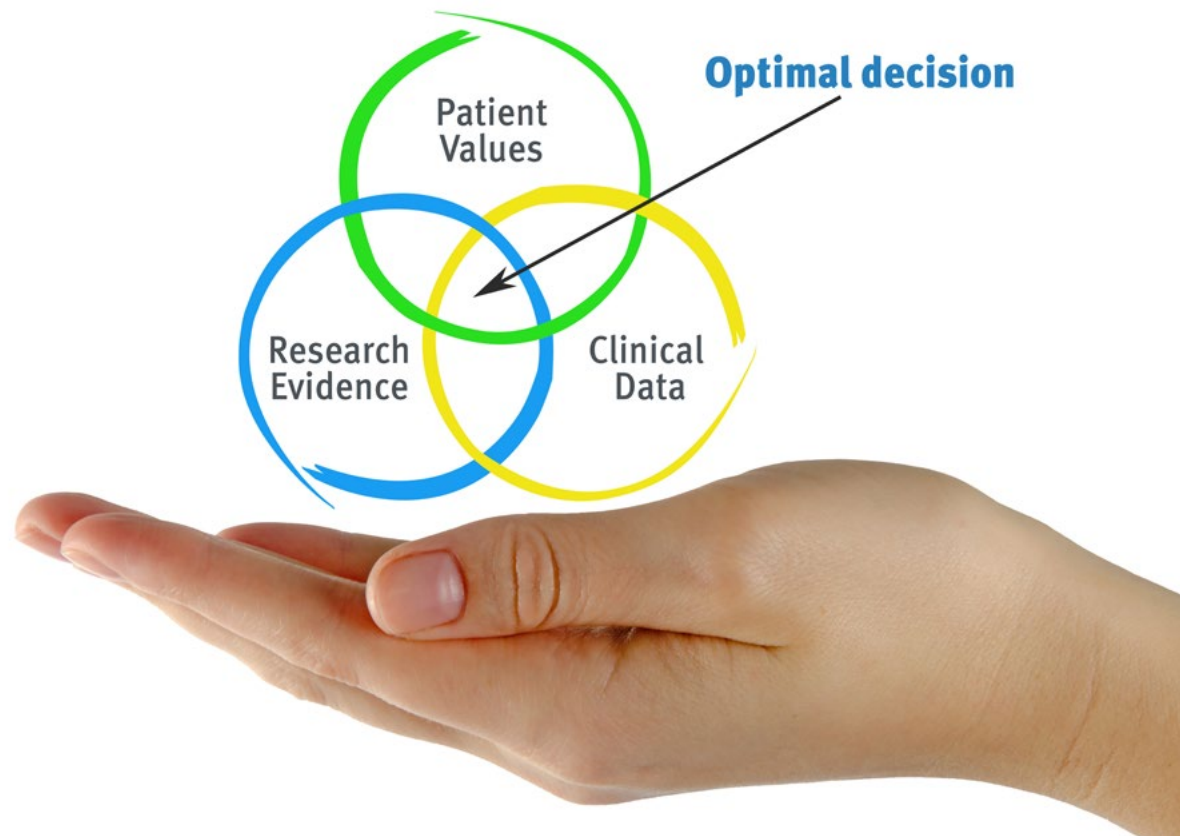 Optimal decision
Patient
Values
Research
Evidence
Clinical
Data